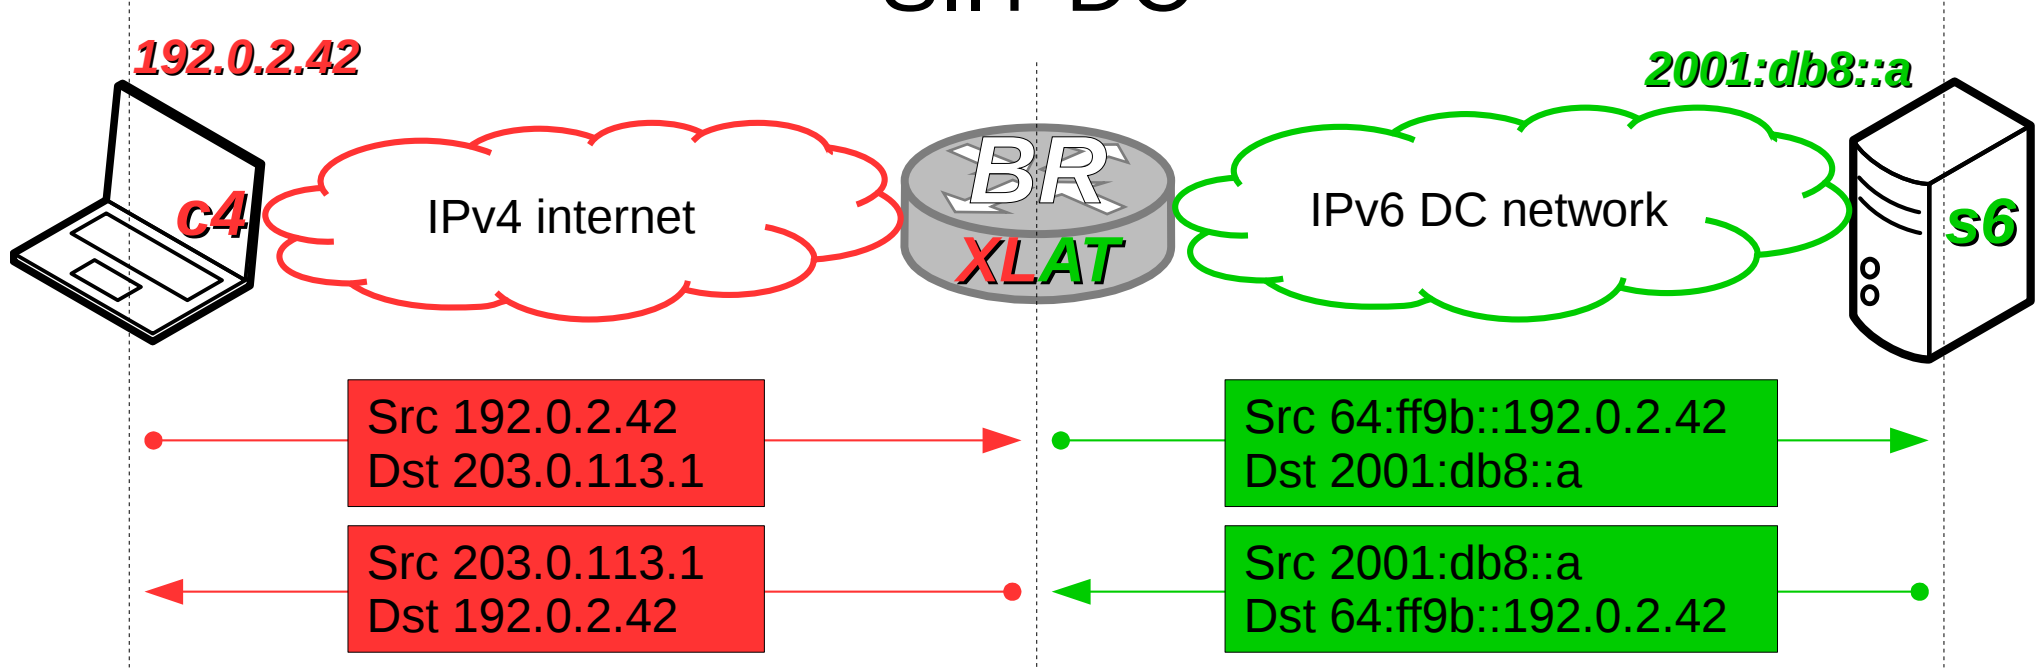 SIIT-DC
192.0.2.42
2001:db8::a
BR
c4
IPv4 internet
XLAT
IPv6 DC network
s6
Src 192.0.2.42
Dst 203.0.113.1
Src 64:ff9b::192.0.2.42
Dst 2001:db8::a
Src 203.0.113.1
Dst 192.0.2.42
Src 2001:db8::a
Dst 64:ff9b::192.0.2.42